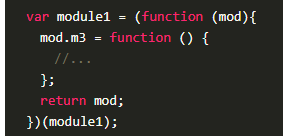 var module1 = (function (mod){
  mod.m3 = function () {
    //...
  };
  return mod;
})(module1);